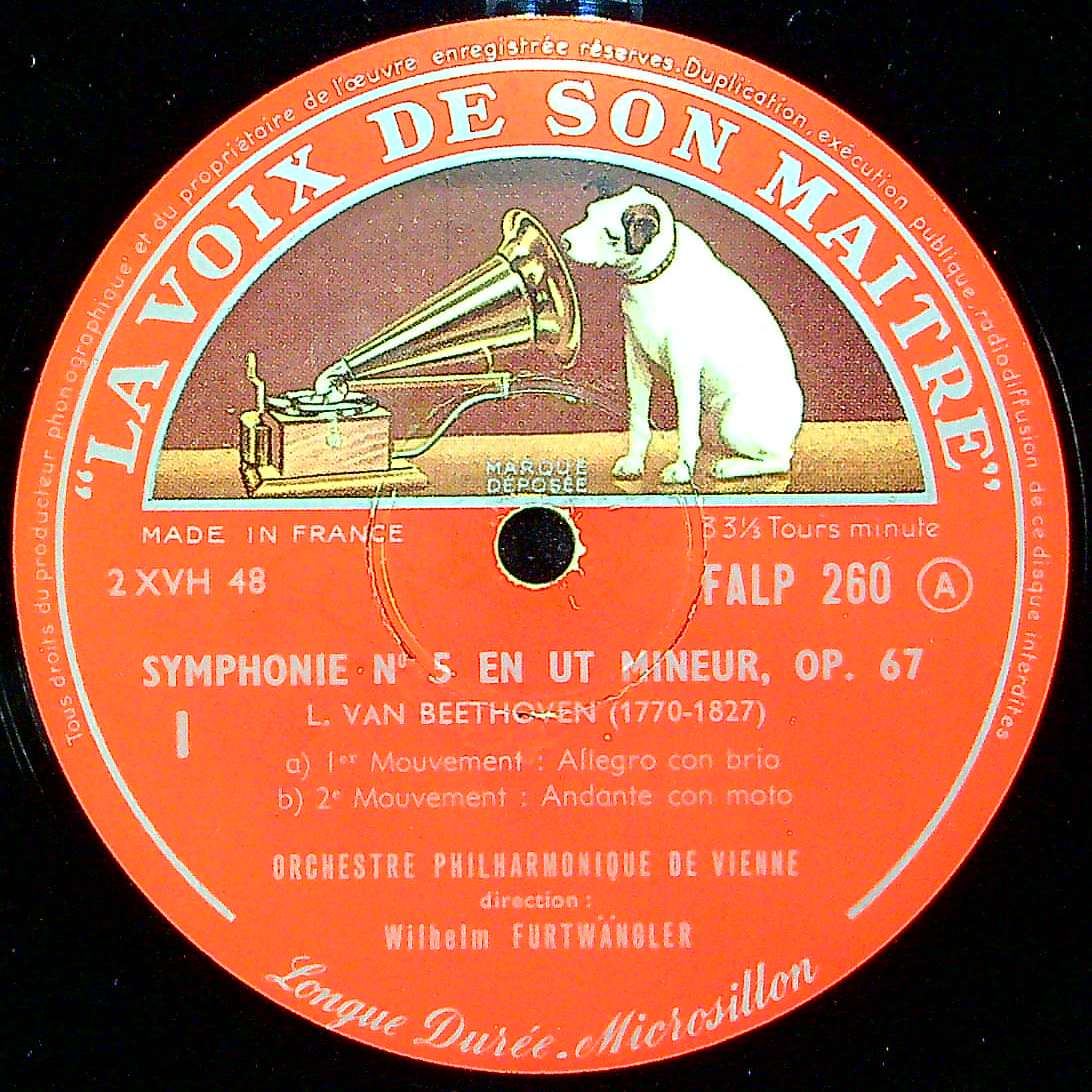 Tous droits du producteur phonographique et du propriétaire de l'œuvre enregistrée réservés. Duplication, exécution publique, radiodiffusion de ce disque interdites
“LA VOIX DE SON MAITRE”
MARQUE
DÉPOSÉE
MADE IN FRANCE
33⅓ Tours minute
2 XVH 48
FALP 260 A
SYMPHONIE Nº 5 EN UT MINEUR, OP. 67
L. VAN BEETHOVEN (1770-1827)
I
a) 1er Mouvement : Allegro con brio
b) 2e Mouvement : Andante con moto
ORCHESTRE PHILHARMONIQUE DE VIENNE
direction :
Wilhelm FURTWÄNGLER
Longue Durée-Microsillon